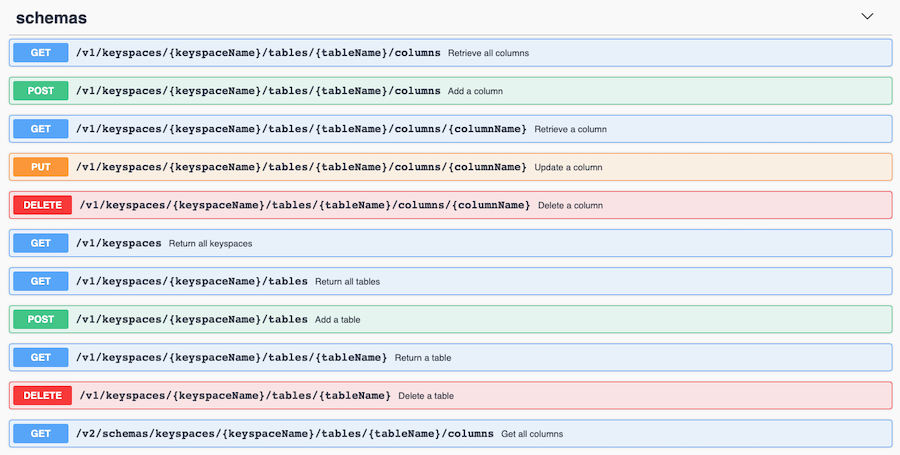 schemas
GET /v1/keyspaces/{keyspaceName}/tables/{tableName}/columns Retrieve all columns
POST /v1/keyspaces/{keyspaceName}/tables/{tableName}/columns Add a column
GET /v1/keyspaces/{keyspaceName}/tables/{tableName}/columns/{columnName} Retrieve a column
PUT /v1/keyspaces/{keyspaceName}/tables/{tableName}/columns/{columnName} Update a column
DELETE /v1/keyspaces/{keyspaceName}/tables/{tableName}/columns/{columnName} Delete a column
GET /v1/keyspaces Return all keyspaces
GET /v1/keyspaces/{keyspaceName}/tables Return all tables
POST /v1/keyspaces/{keyspaceName}/tables Add a table
GET /v1/keyspaces/{keyspaceName}/tables/{tableName} Return a table
DELETE /v1/keyspaces/{keyspaceName}/tables/{tableName} Delete a table
GET /v2/schemas/keyspaces/{keyspaceName}/tables/{tableName}/columns Get all columns